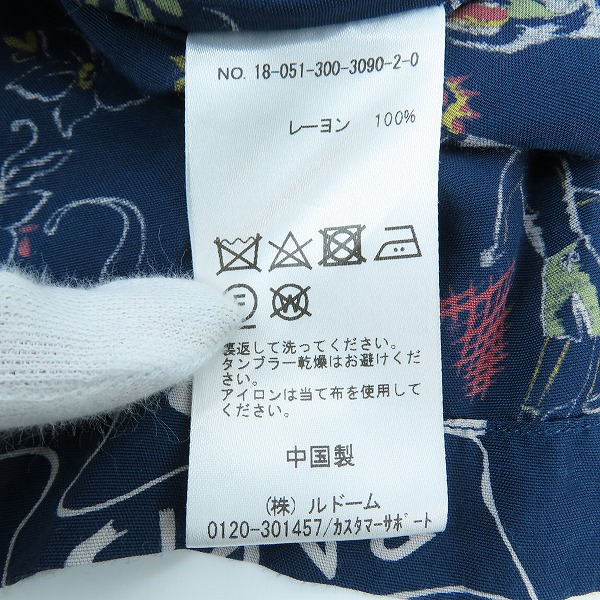 NO. 18-051-300-3090-2-0
レーヨン 100%
裏返して洗ってください。
タンブラー乾燥はお避けくださ
い。
アイロンは当て布を使用して
ください。
中国製
(株) ルドーム
0120-301457/カスタマーサポート